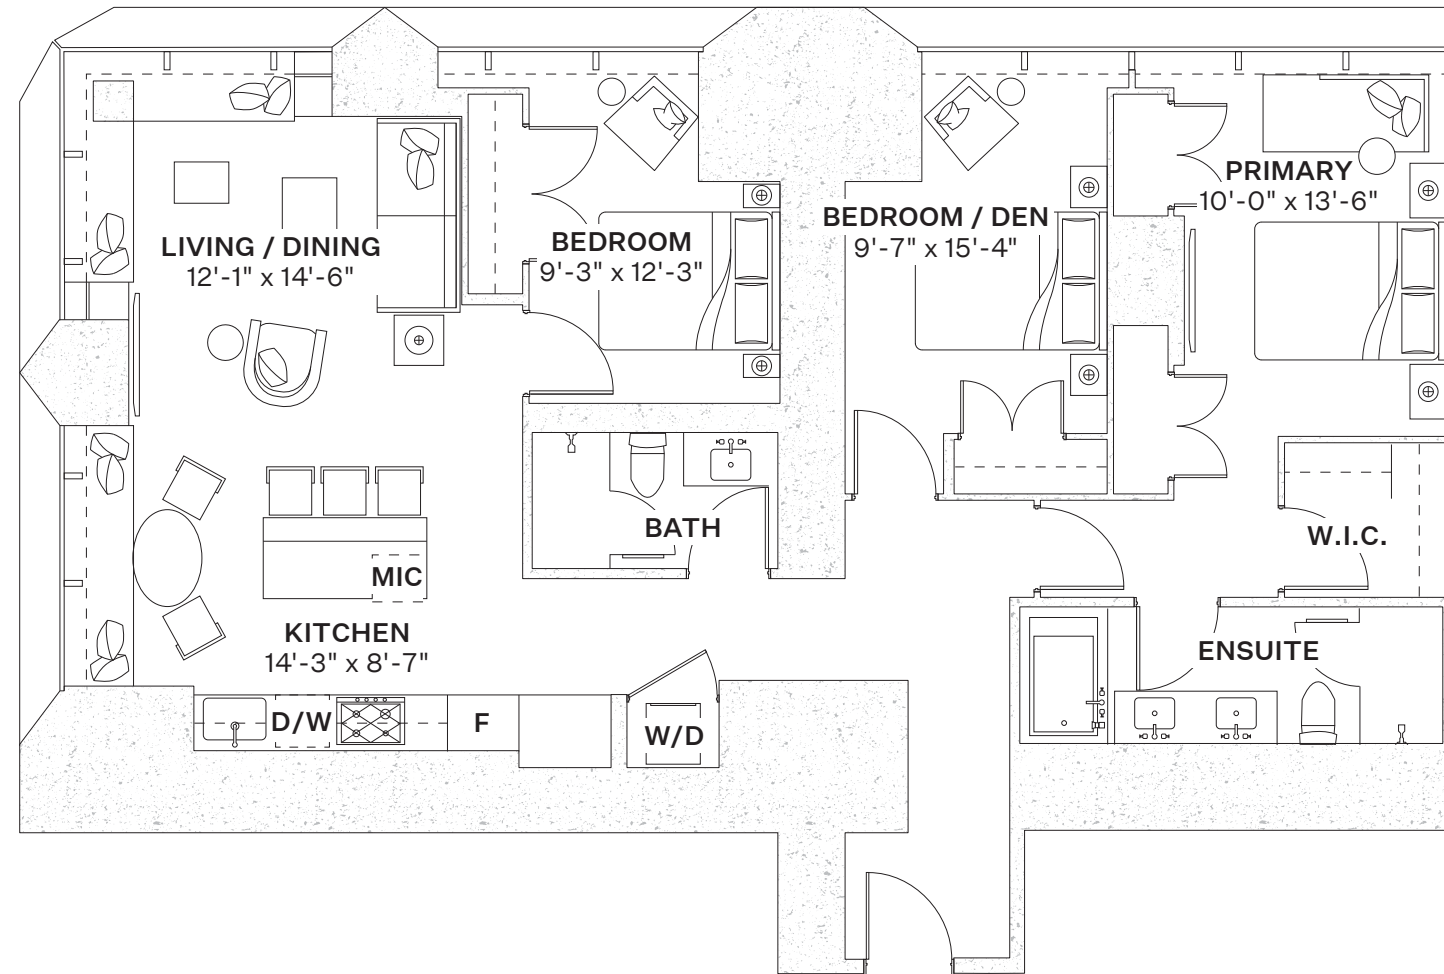 PRIMARY
10'-0" x 13'-6"
BEDROOM / DEN
9'-7" x 15'-4"
BEDROOM
9'-3" x 12'-3"
LIVING / DINING
12'-1" x 14'-6"
BATH
W.I.C.
MIC
KITCHEN
14'-3" x 8'-7"
ENSUITE
D/W
F
W/D